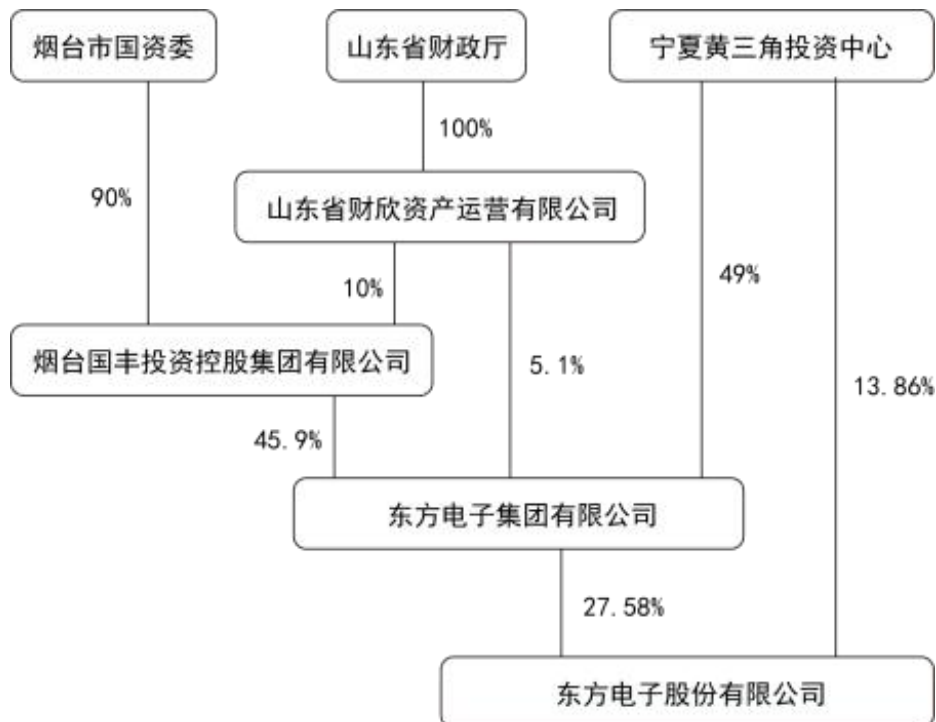 烟台市国资委
山东省财政厅
宁夏黄三角投资中心
100%
90%
山东省财欣资产运营有限公司
10%
49%
烟台国丰投资控股集团有限公司
5.1%
13.86%
45.9%
东方电子集团有限公司
27.58%
东方电子股份有限公司